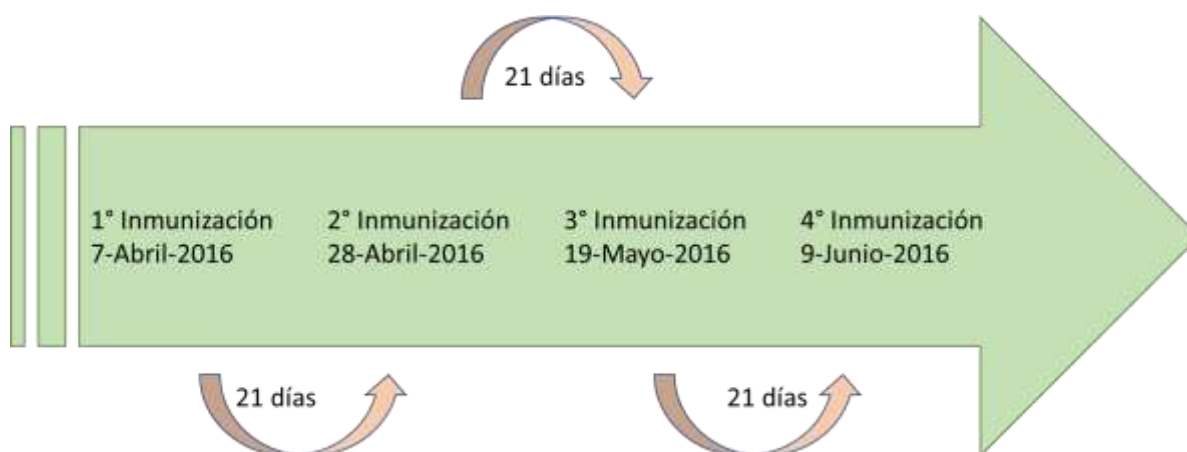 21 días
1° Inmunización
7-Abril-2016
2° Inmunización
28-Abril-2016
3° Inmunización
19-Mayo-2016
4° Inmunización
9-Junio-2016
21 días
21 días